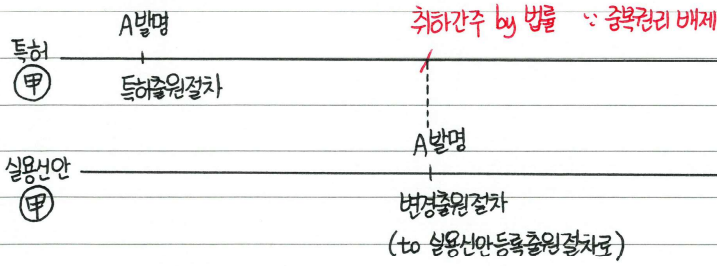 A발명
취하간주 by 법률 ∵ 중복권리 배제
특허
甲
특허출원절차
A발명
실용신안
甲
변경출원절차
(to 실용신안등록출원절차로)